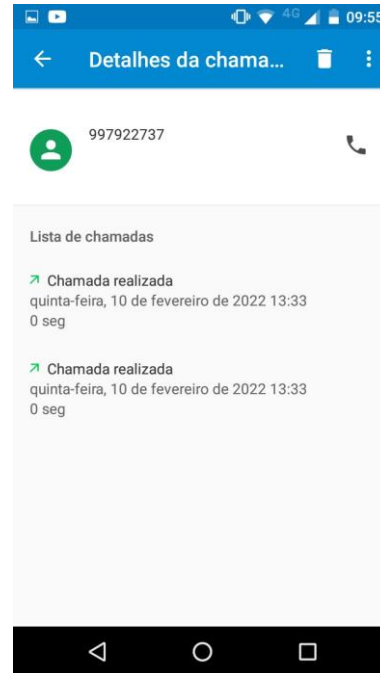 4G 09:55
Detalhes da chama...
997922737
Lista de chamadas
Chamada realizada
quinta-feira, 10 de fevereiro de 2022 13:33
0 seg
Chamada realizada
quinta-feira, 10 de fevereiro de 2022 13:33
0 seg